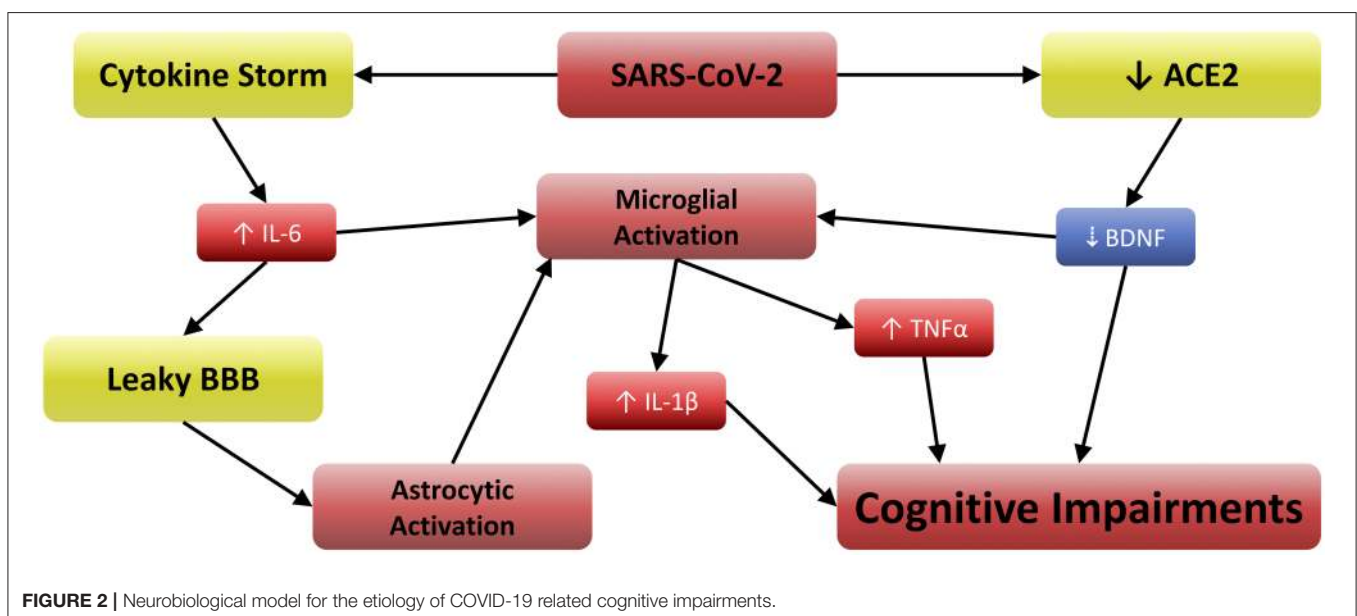 Cytokine Storm
SARS-CoV-2
↓ ACE2
Microglial
Activation
↑ IL-6
⇣ BDNF
↑ TNFα
Leaky BBB
↑ IL-1β
Astrocytic
Activation
Cognitive Impairments
FIGURE 2 | Neurobiological model for the etiology of COVID-19 related cognitive impairments.